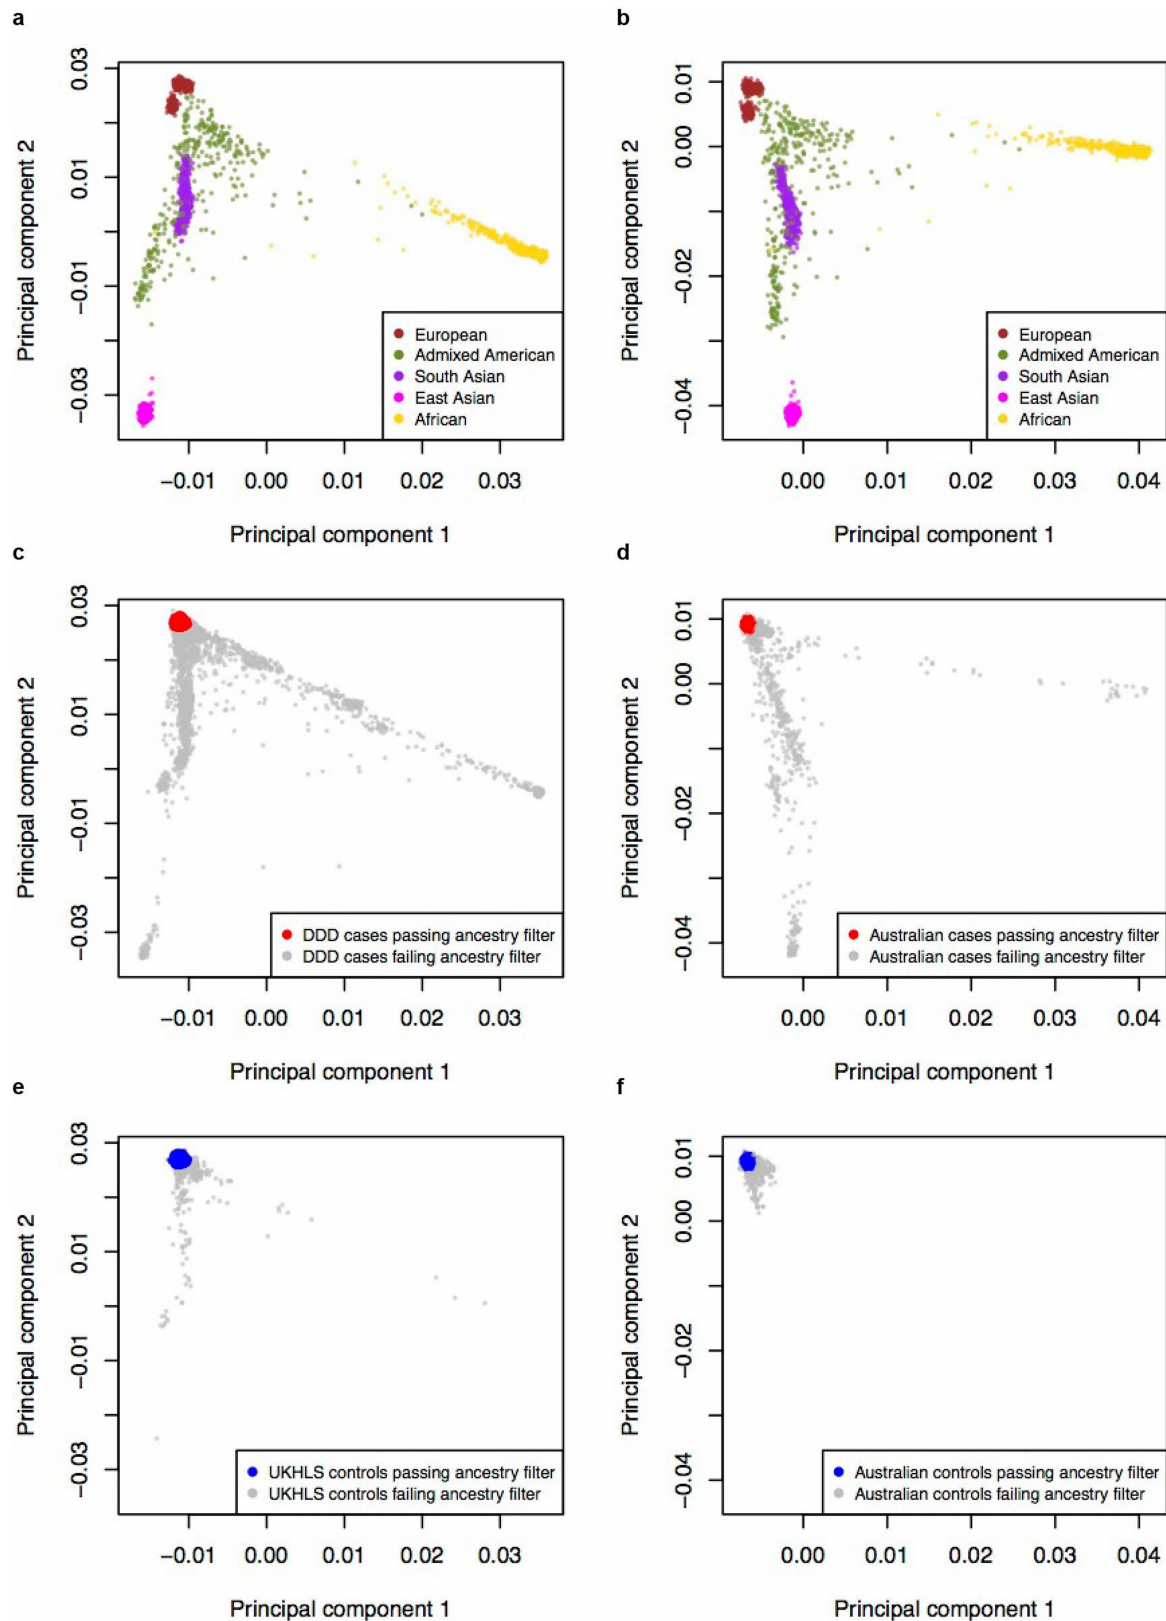 a
0.03
0.01
−0.01
−0.03
Principal component 2
European
Admixed American
South Asian
East Asian
African
−0.01 0.00 0.01 0.02 0.03
Principal component 1
b
0.01
0.00
−0.02
−0.04
Principal component 2
European
Admixed American
South Asian
East Asian
African
0.00 0.01 0.02 0.03 0.04
Principal component 1
c
0.03
0.01
−0.01
−0.03
Principal component 2
DDD cases passing ancestry filter
DDD cases failing ancestry filter
−0.01 0.00 0.01 0.02 0.03
Principal component 1
d
0.01
0.00
−0.02
−0.04
Principal component 2
Australian cases passing ancestry filter
Australian cases failing ancestry filter
0.00 0.01 0.02 0.03 0.04
Principal component 1
e
0.03
0.01
−0.01
−0.03
Principal component 2
UKHLS controls passing ancestry filter
UKHLS controls failing ancestry filter
−0.01 0.00 0.01 0.02 0.03
Principal component 1
f
0.01
0.00
−0.02
−0.04
Principal component 2
Australian controls passing ancestry filter
Australian controls failing ancestry filter
0.00 0.01 0.02 0.03 0.04
Principal component 1